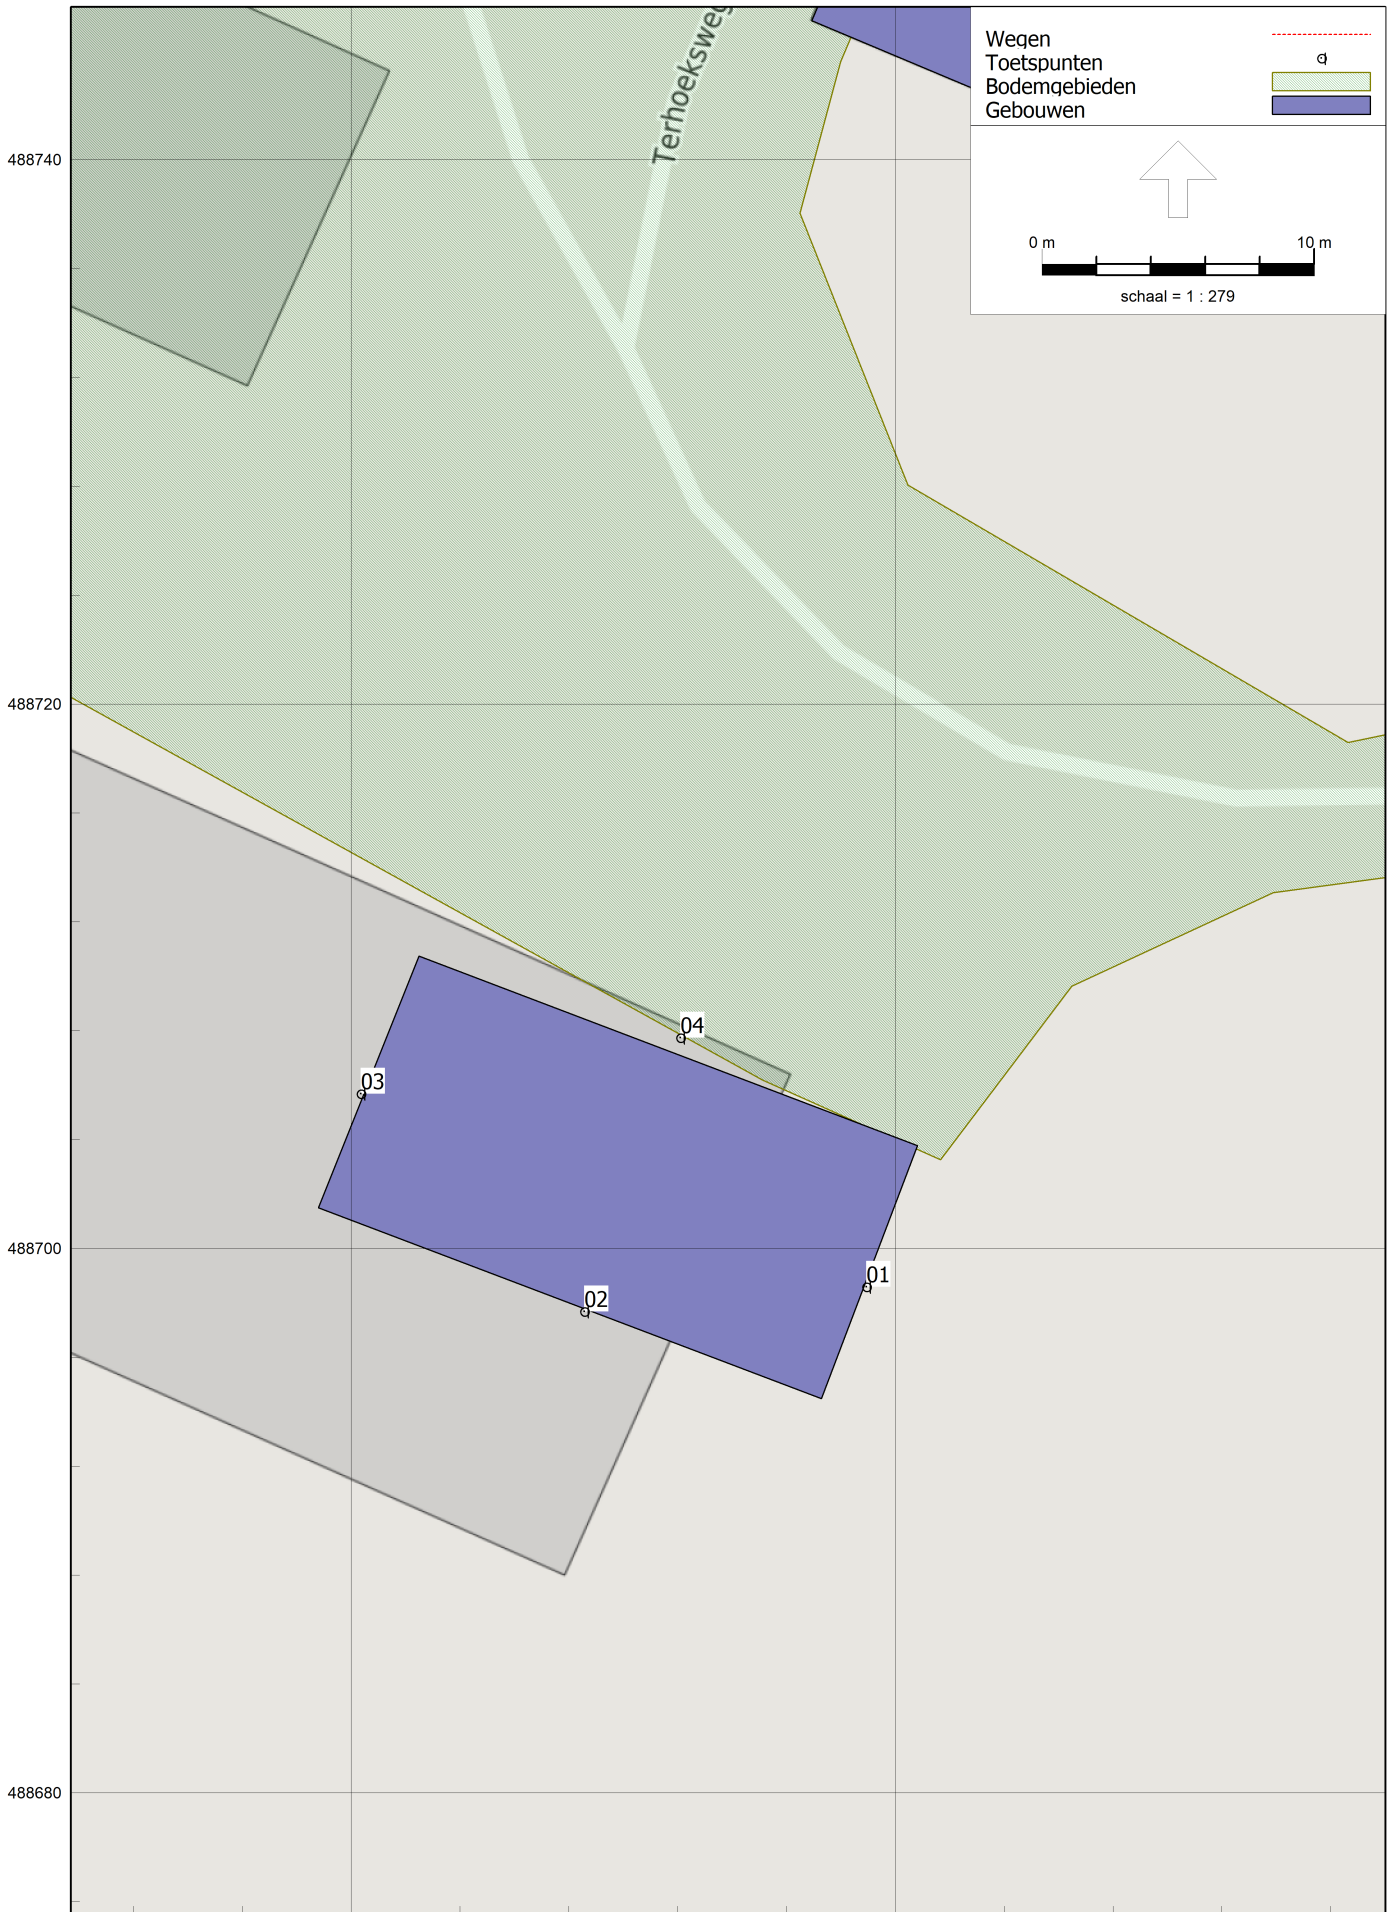 Wegen
Toetspunten
Bodemgebieden
Gebouwen
0 m 10 m
schaal = 1 : 279
Terhoeksweg
488740
488720
488700
488680
04
03
01
02